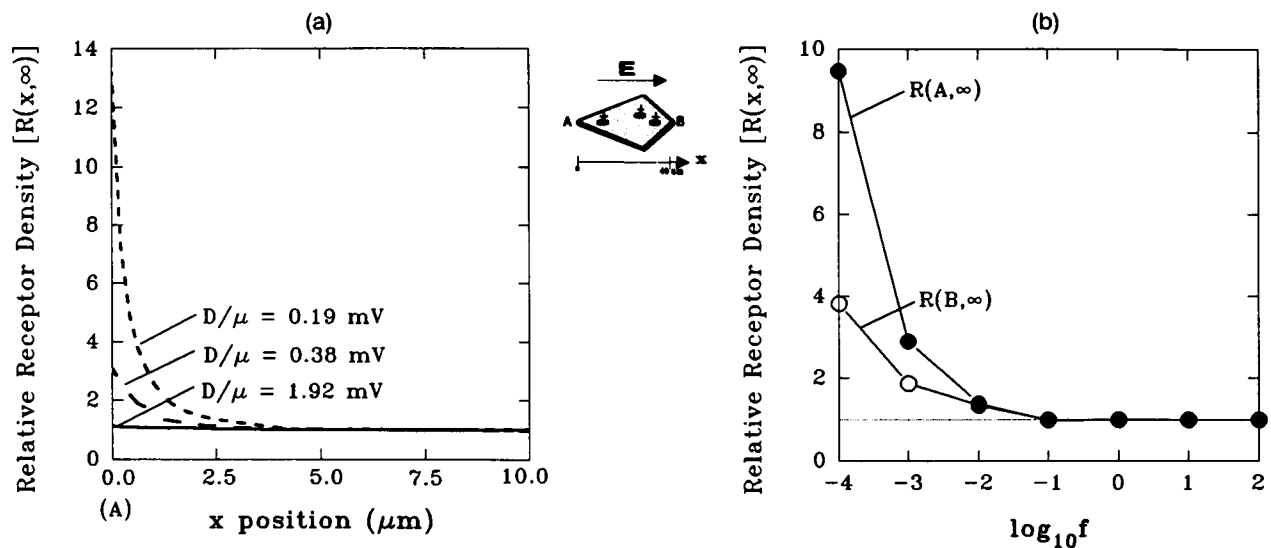 (a)
Relative Receptor Density [R(x,∞)]
14
12
10
8
6
4
2
0
D/μ = 0.19 mV
D/μ = 0.38 mV
D/μ = 1.92 mV
0.0
2.5
5.0
7.5
10.0
(A)
x position (μm)
E
A
B
x
(b)
Relative Receptor Density [R(x,∞)]
10
8
6
4
2
0
R(A,∞)
R(B,∞)
-4
-3
-2
-1
0
1
2
log₁₀f